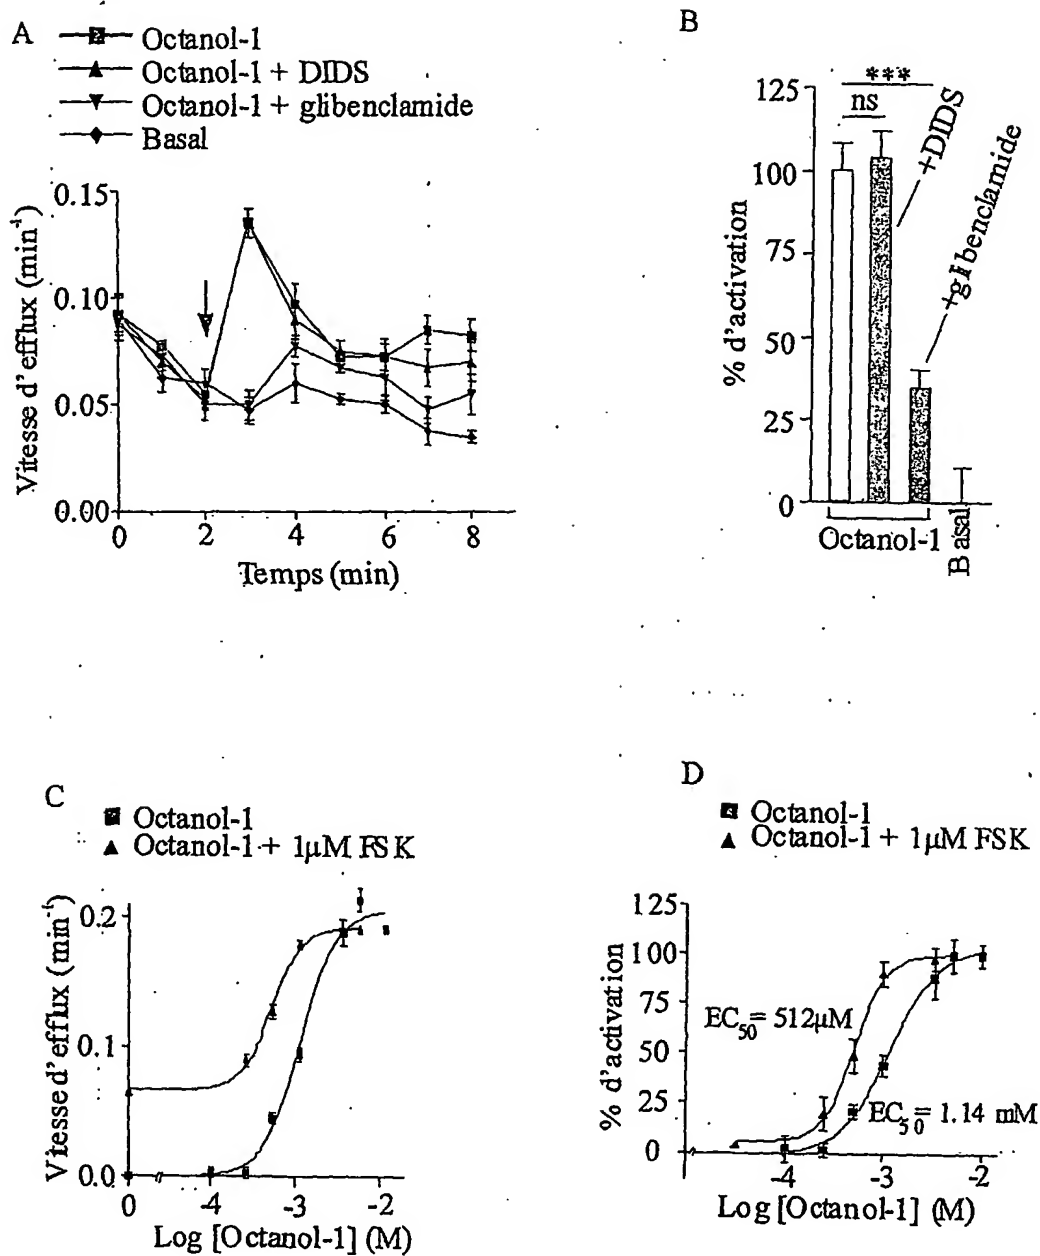 A
Octanol-1
Octanol-1 + DIDS
Octanol-1 + glibenclamide
Basal
0.15
0.10
0.05
0.00
Vitesse d'efflux (min⁻¹)
0 2 4 6 8
Temps (min)
B
***
ns
125
100
75
50
25
0
% d'activation
+DIDS
+glibenclamide
Octanol-1
Basal
C
Octanol-1
Octanol-1 + 1µM FSK
0.2
0.1
0.0
Vitesse d'efflux (min⁻¹)
0 -4 -3 -2
Log [Octanol-1] (M)
D
Octanol-1
Octanol-1 + 1µM FSK
125
100
75
50
25
0
% d'activation
EC₅₀= 512µM
EC₅₀= 1.14 mM
-4 -3 -2
Log [Octanol-1] (M)